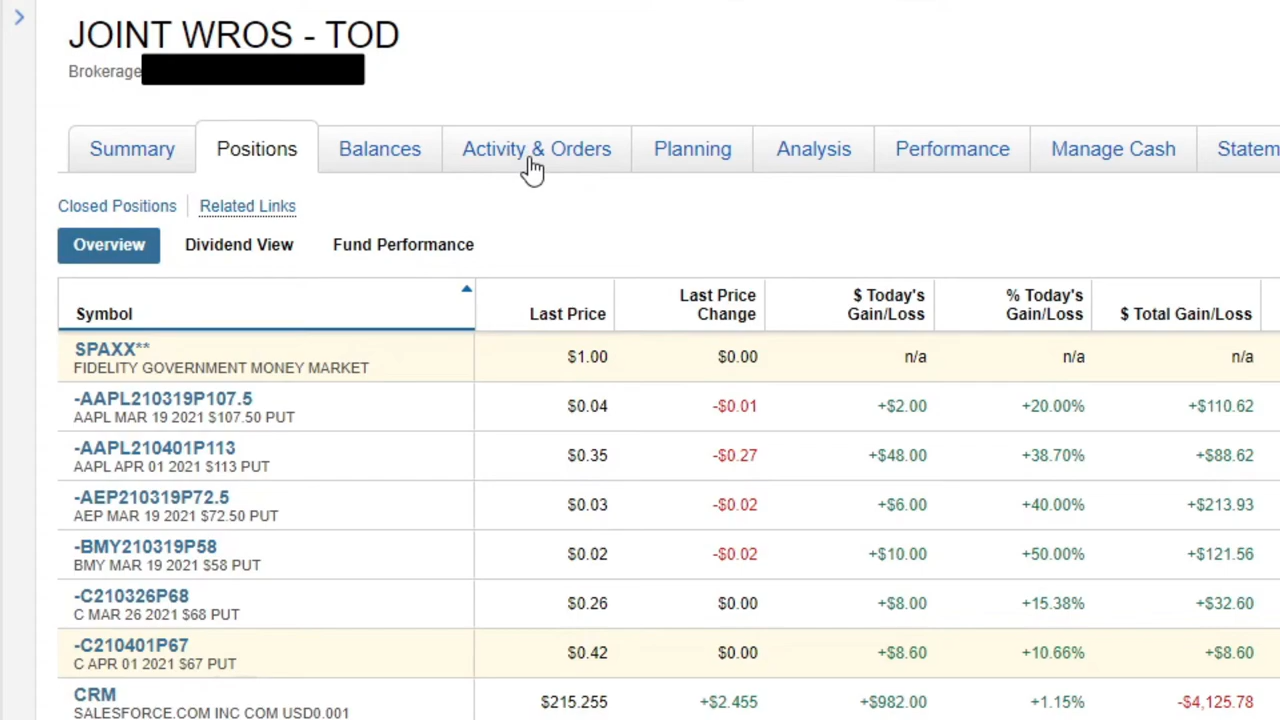 JOINT WROS - TOD
Brokerage
Summary Positions Balances Activity & Orders Planning Analysis Performance Manage Cash Statem
Closed Positions Related Links
Overview Dividend View Fund Performance
Symbol Last Price Last Price Change $ Today's Gain/Loss % Today's Gain/Loss $ Total Gain/Loss
SPAXX** $1.00 $0.00 n/a n/a n/a
FIDELITY GOVERNMENT MONEY MARKET
-AAPL210319P107.5 $0.04 -$0.01 +$2.00 +20.00% +$110.62
AAPL MAR 19 2021 $107.50 PUT
-AAPL210401P113 $0.35 -$0.27 +$48.00 +38.70% +$88.62
AAPL APR 01 2021 $113 PUT
-AEP210319P72.5 $0.03 -$0.02 +$6.00 +40.00% +$213.93
AEP MAR 19 2021 $72.50 PUT
-BMY210319P58 $0.02 -$0.02 +$10.00 +50.00% +$121.56
BMY MAR 19 2021 $58 PUT
-C210326P68 $0.26 $0.00 +$8.00 +15.38% +$32.60
C MAR 26 2021 $68 PUT
-C210401P67 $0.42 $0.00 +$8.60 +10.66% +$8.60
C APR 01 2021 $67 PUT
CRM $215.255 +$2.455 +$982.00 +1.15% -$4,125.78
SALESFORCE.COM INC COM USD0.001